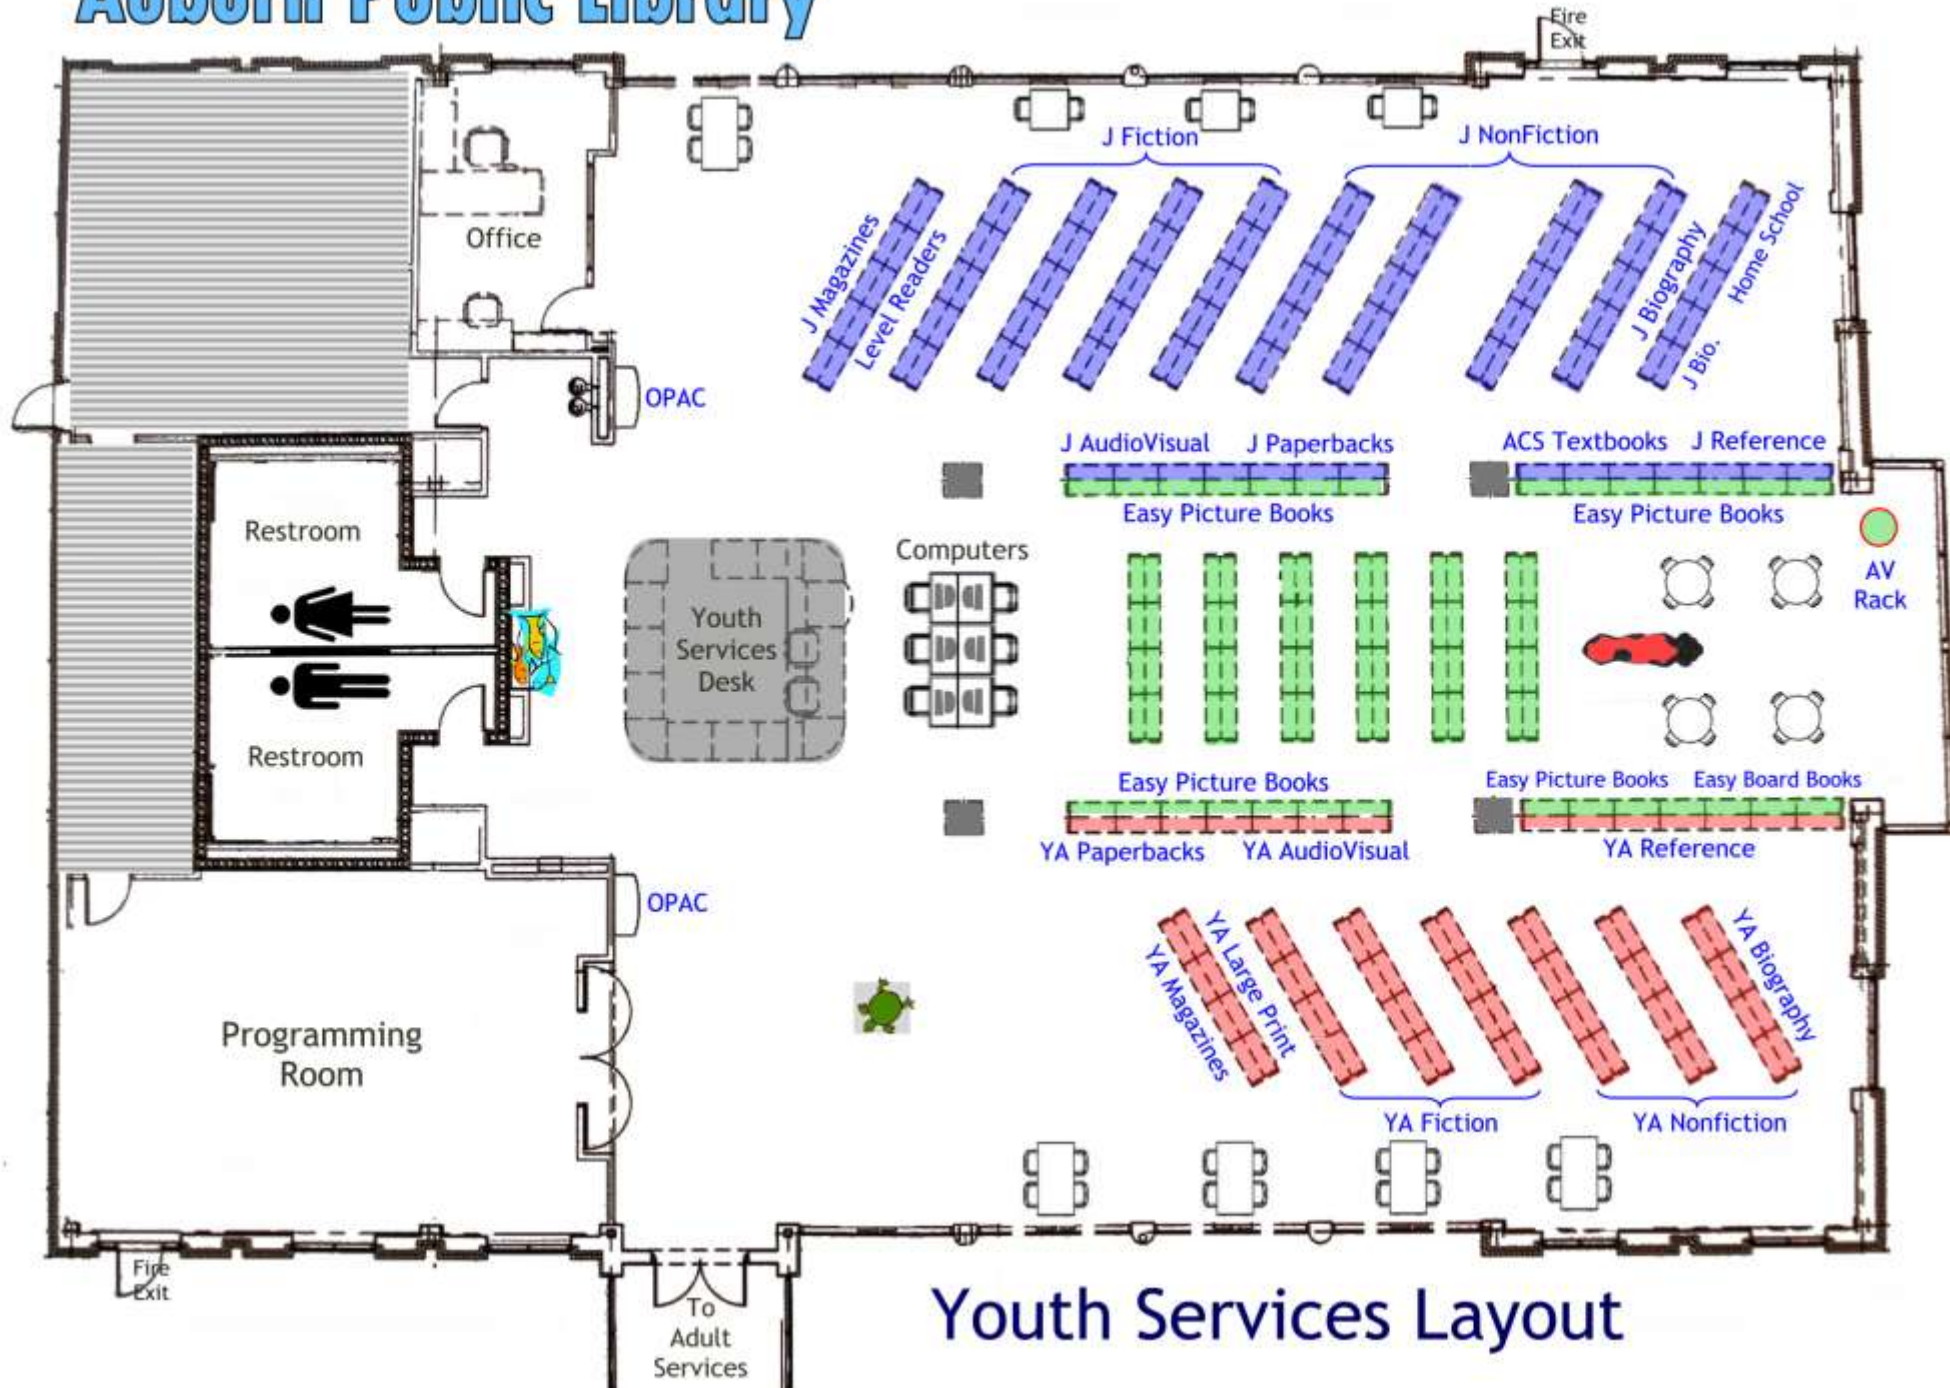 Auburn Public Library
Fire
Exit
J Fiction
J NonFiction
Office
J Magazines
Level Readers
J Biography
J Bio.
Home School
OPAC
J AudioVisual
J Paperbacks
ACS Textbooks
J Reference
Easy Picture Books
Easy Picture Books
Restroom
Computers
Youth
Services
Desk
AV
Rack
Restroom
Easy Picture Books
Easy Picture Books
Easy Board Books
YA Paperbacks
YA AudioVisual
YA Reference
OPAC
YA Magazines
YA Large Print
YA Biography
Programming
Room
YA Fiction
YA Nonfiction
Fire
Exit
To
Adult
Services
Youth Services Layout